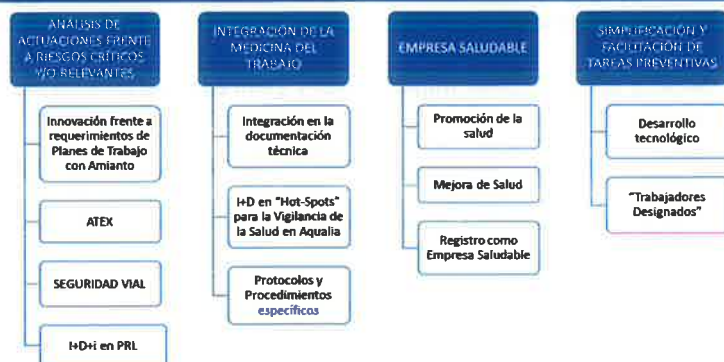 ANÁLISIS DE
ACTUACIONES FRENTE
A RIESGOS CRÍTICOS
Y/O RELEVANTES
Innovación frente a
requerimientos de
Planes de Trabajo
con Amianto
ATEX
SEGURIDAD VIAL
I+D+i en PRL
INTEGRACIÓN DE LA
MEDICINA DEL
TRABAJO
Integración en la
documentación
técnica
I+D en "Hot-Spots"
para la Vigilancia de
la Salud en Aqualia
Protocolos y
Procedimientos
específicos
EMPRESA SALUDABLE
Promoción de la
salud
Mejora de Salud
Registro como
Empresa Saludable
SIMPLIFICACIÓN Y
FACILITACIÓN DE
TAREAS PREVENTIVAS
Desarrollo
tecnológico
"Trabajadores
Designados"